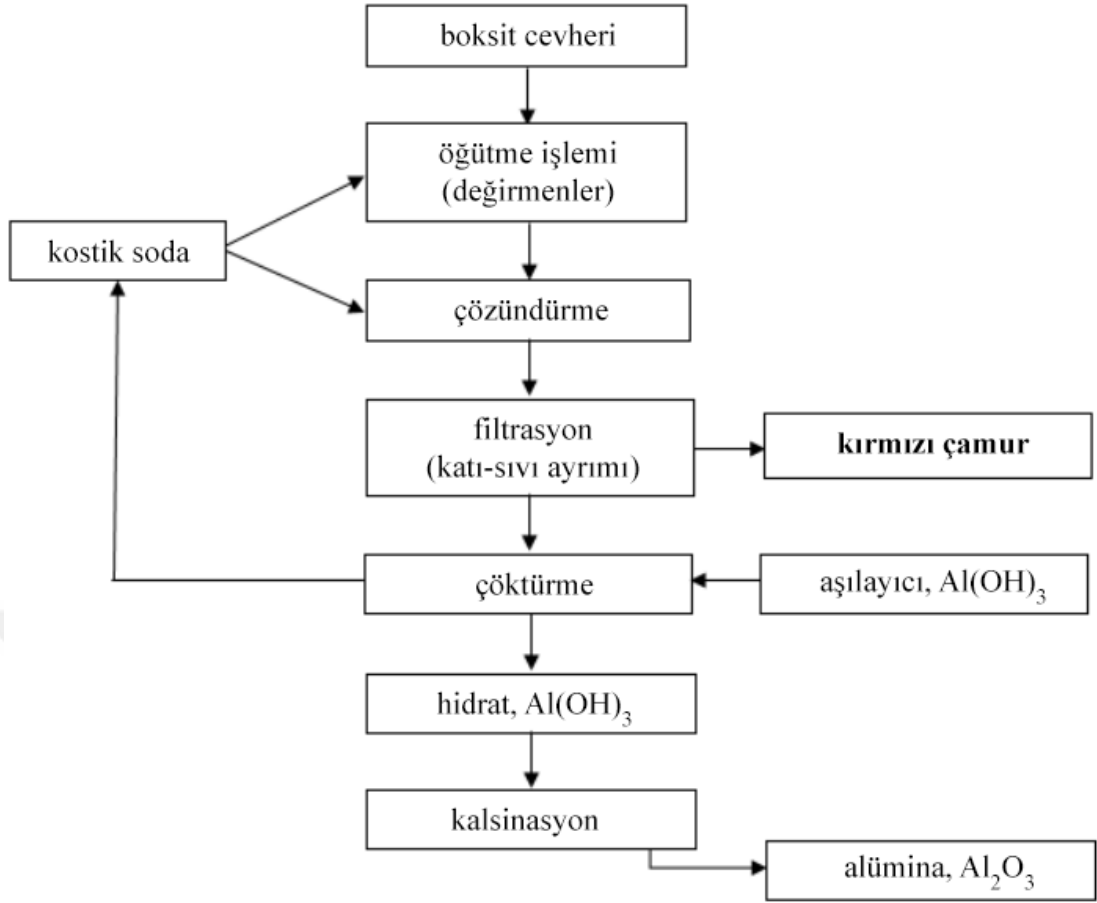 boksit cevheri
öğütme işlemi
(değirmenler)
kostik soda
çözündürme
filtrasyon
(katı-sıvı ayrımı)
kırmızı çamur
çöktürme
aşılayıcı, Al(OH)₃
hidrat, Al(OH)₃
kalsinasyon
alümina, Al₂O₃